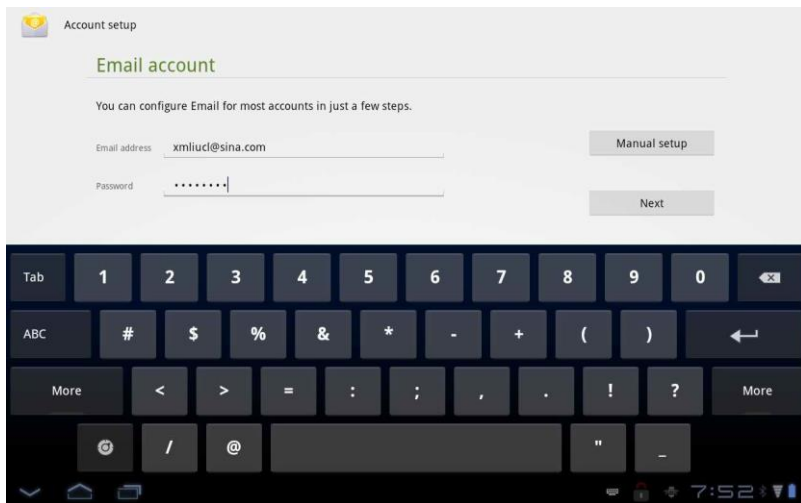 Account setup
Email account
You can configure Email for most accounts in just a few steps.
Email address xmliucl@sina.com Manual setup
Password ••••••••
Next
Tab 1 2 3 4 5 6 7 8 9 0
ABC # $ % & * - + ( )
More < > = : ; , . ! ? More
/ @ " _
7:52